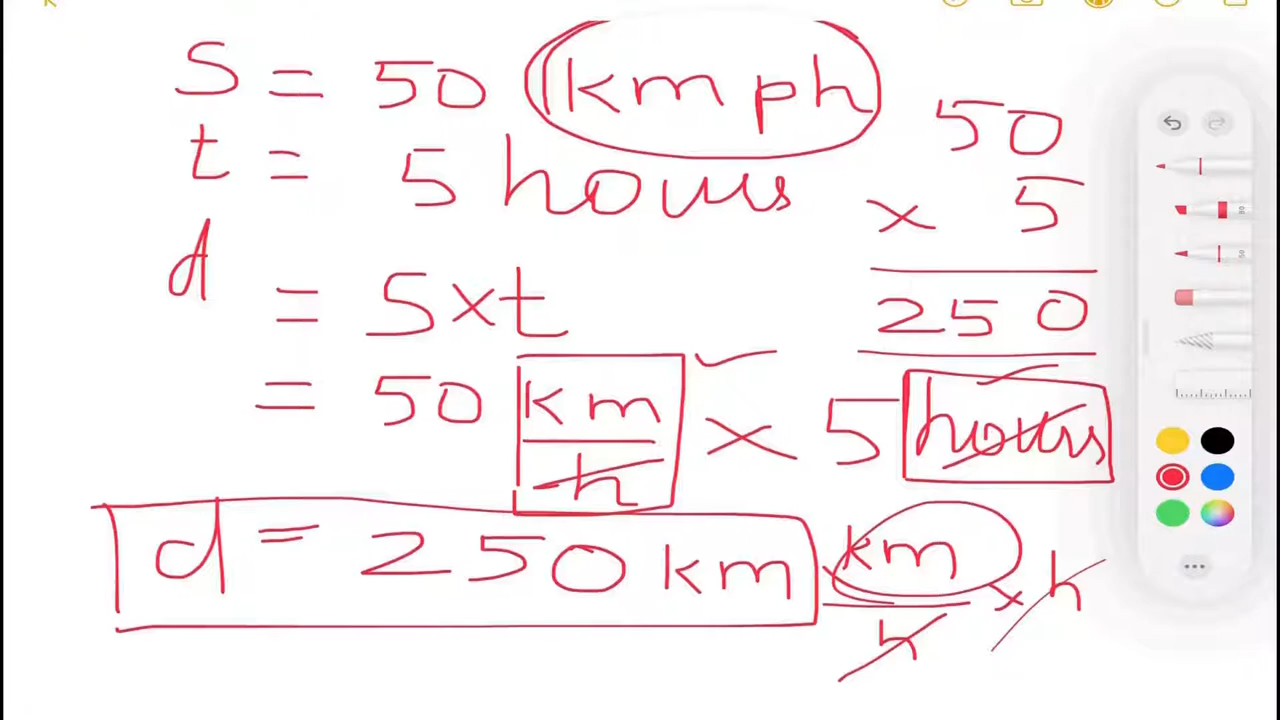 S = 50 kmph
t = 5 hours
d = S x t
= 50 km/h x 5 hours
d = 250 km
50
x 5
250
km/h x h